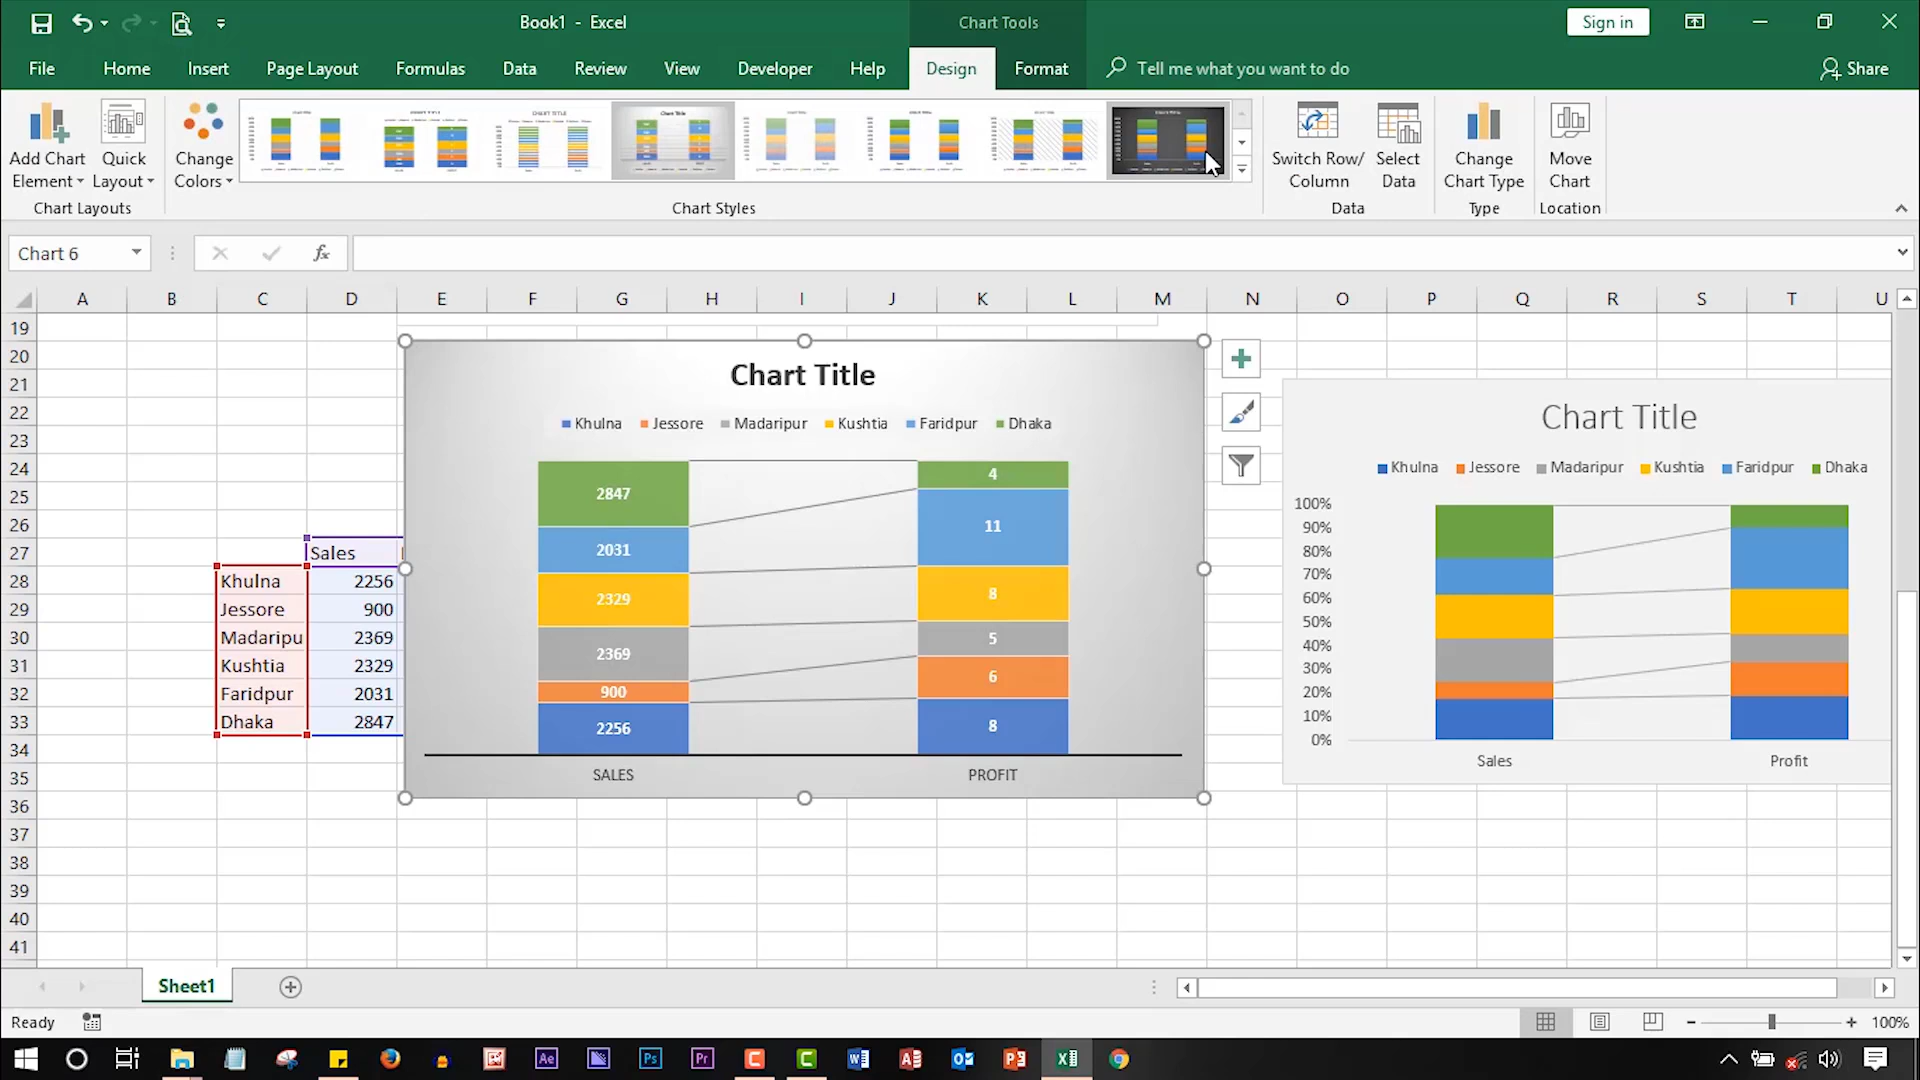 Book1 - Excel
Chart Tools
Sign in
File
Home
Insert
Page Layout
Formulas
Data
Review
View
Developer
Help
Design
Format
Tell me what you want to do
Share
Add Chart Element
Quick Layout
Change Colors
Switch Row/ Column
Select Data
Change Chart Type
Move Chart
Chart Layouts
Chart Styles
Data
Type
Location
Chart 6
fx
A B C D E F G H I J K L M N O P Q R S T U
19
20
21
22
23
24
25
26
27 Sales
28 Khulna 2256
29 Jessore 900
30 Madaripu 2369
31 Kushtia 2329
32 Faridpur 2031
33 Dhaka 2847
34
35
36
37
38
39
40
41
Chart Title
Khulna Jessore Madaripur Kushtia Faridpur Dhaka
2847 4
2031 11
2329 8
2369 5
900 6
2256 8
SALES PROFIT
Chart Title
Khulna Jessore Madaripur Kushtia Faridpur Dhaka
100%
90%
80%
70%
60%
50%
40%
30%
20%
10%
0%
Sales Profit
Sheet1
Ready
100%
Ae
Ps
Pr